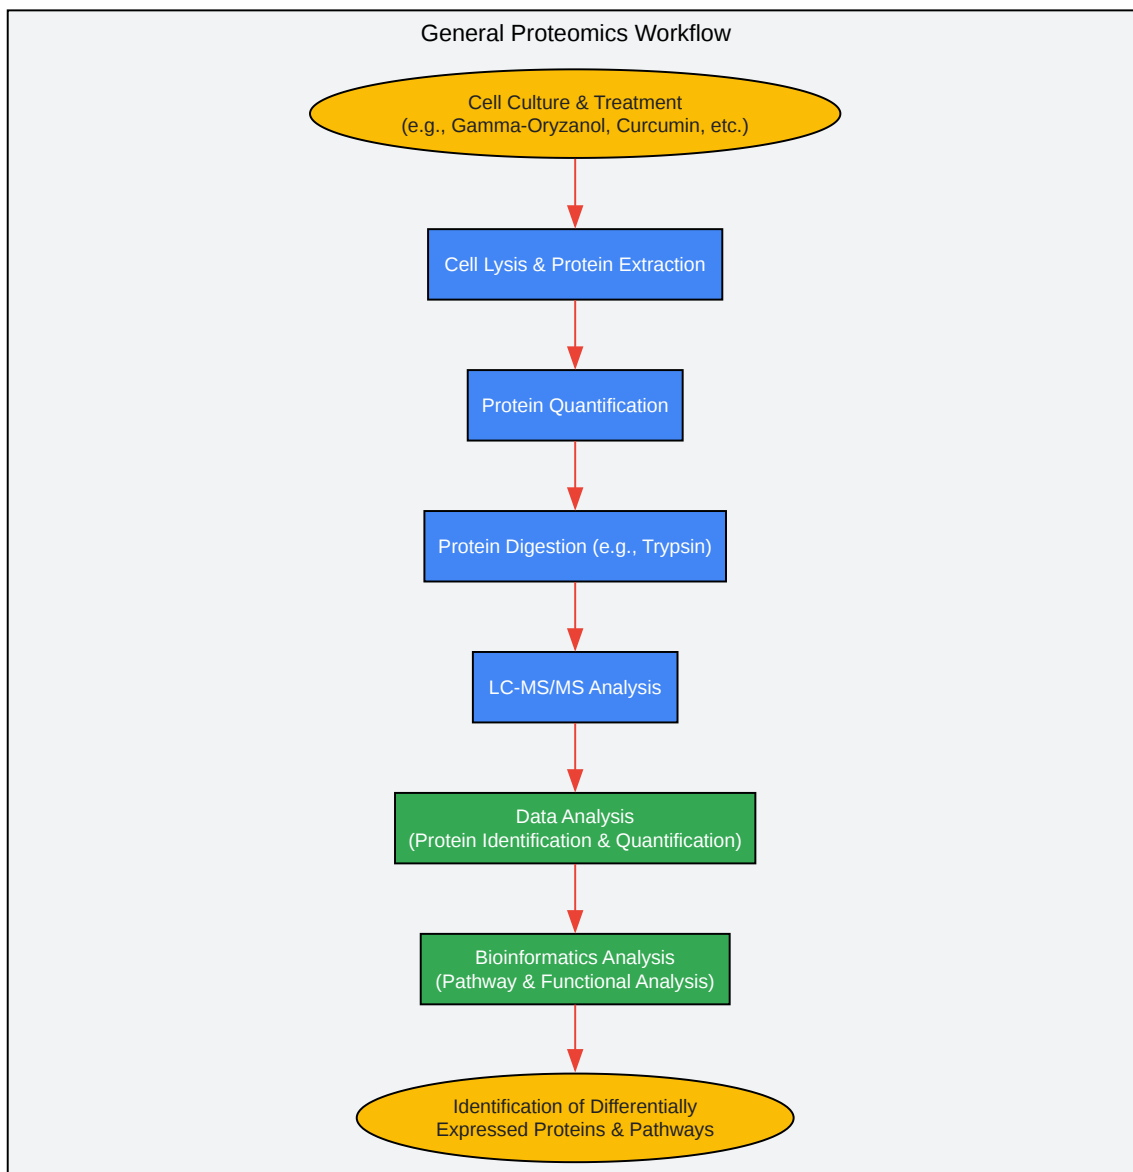 General Proteomics Workflow
Cell Culture & Treatment
(e.g., Gamma-Oryzanol, Curcumin, etc.)
Cell Lysis & Protein Extraction
Protein Quantification
Protein Digestion (e.g., Trypsin)
LC-MS/MS Analysis
Data Analysis
(Protein Identification & Quantification)
Bioinformatics Analysis
(Pathway & Functional Analysis)
Identification of Differentially
Expressed Proteins & Pathways